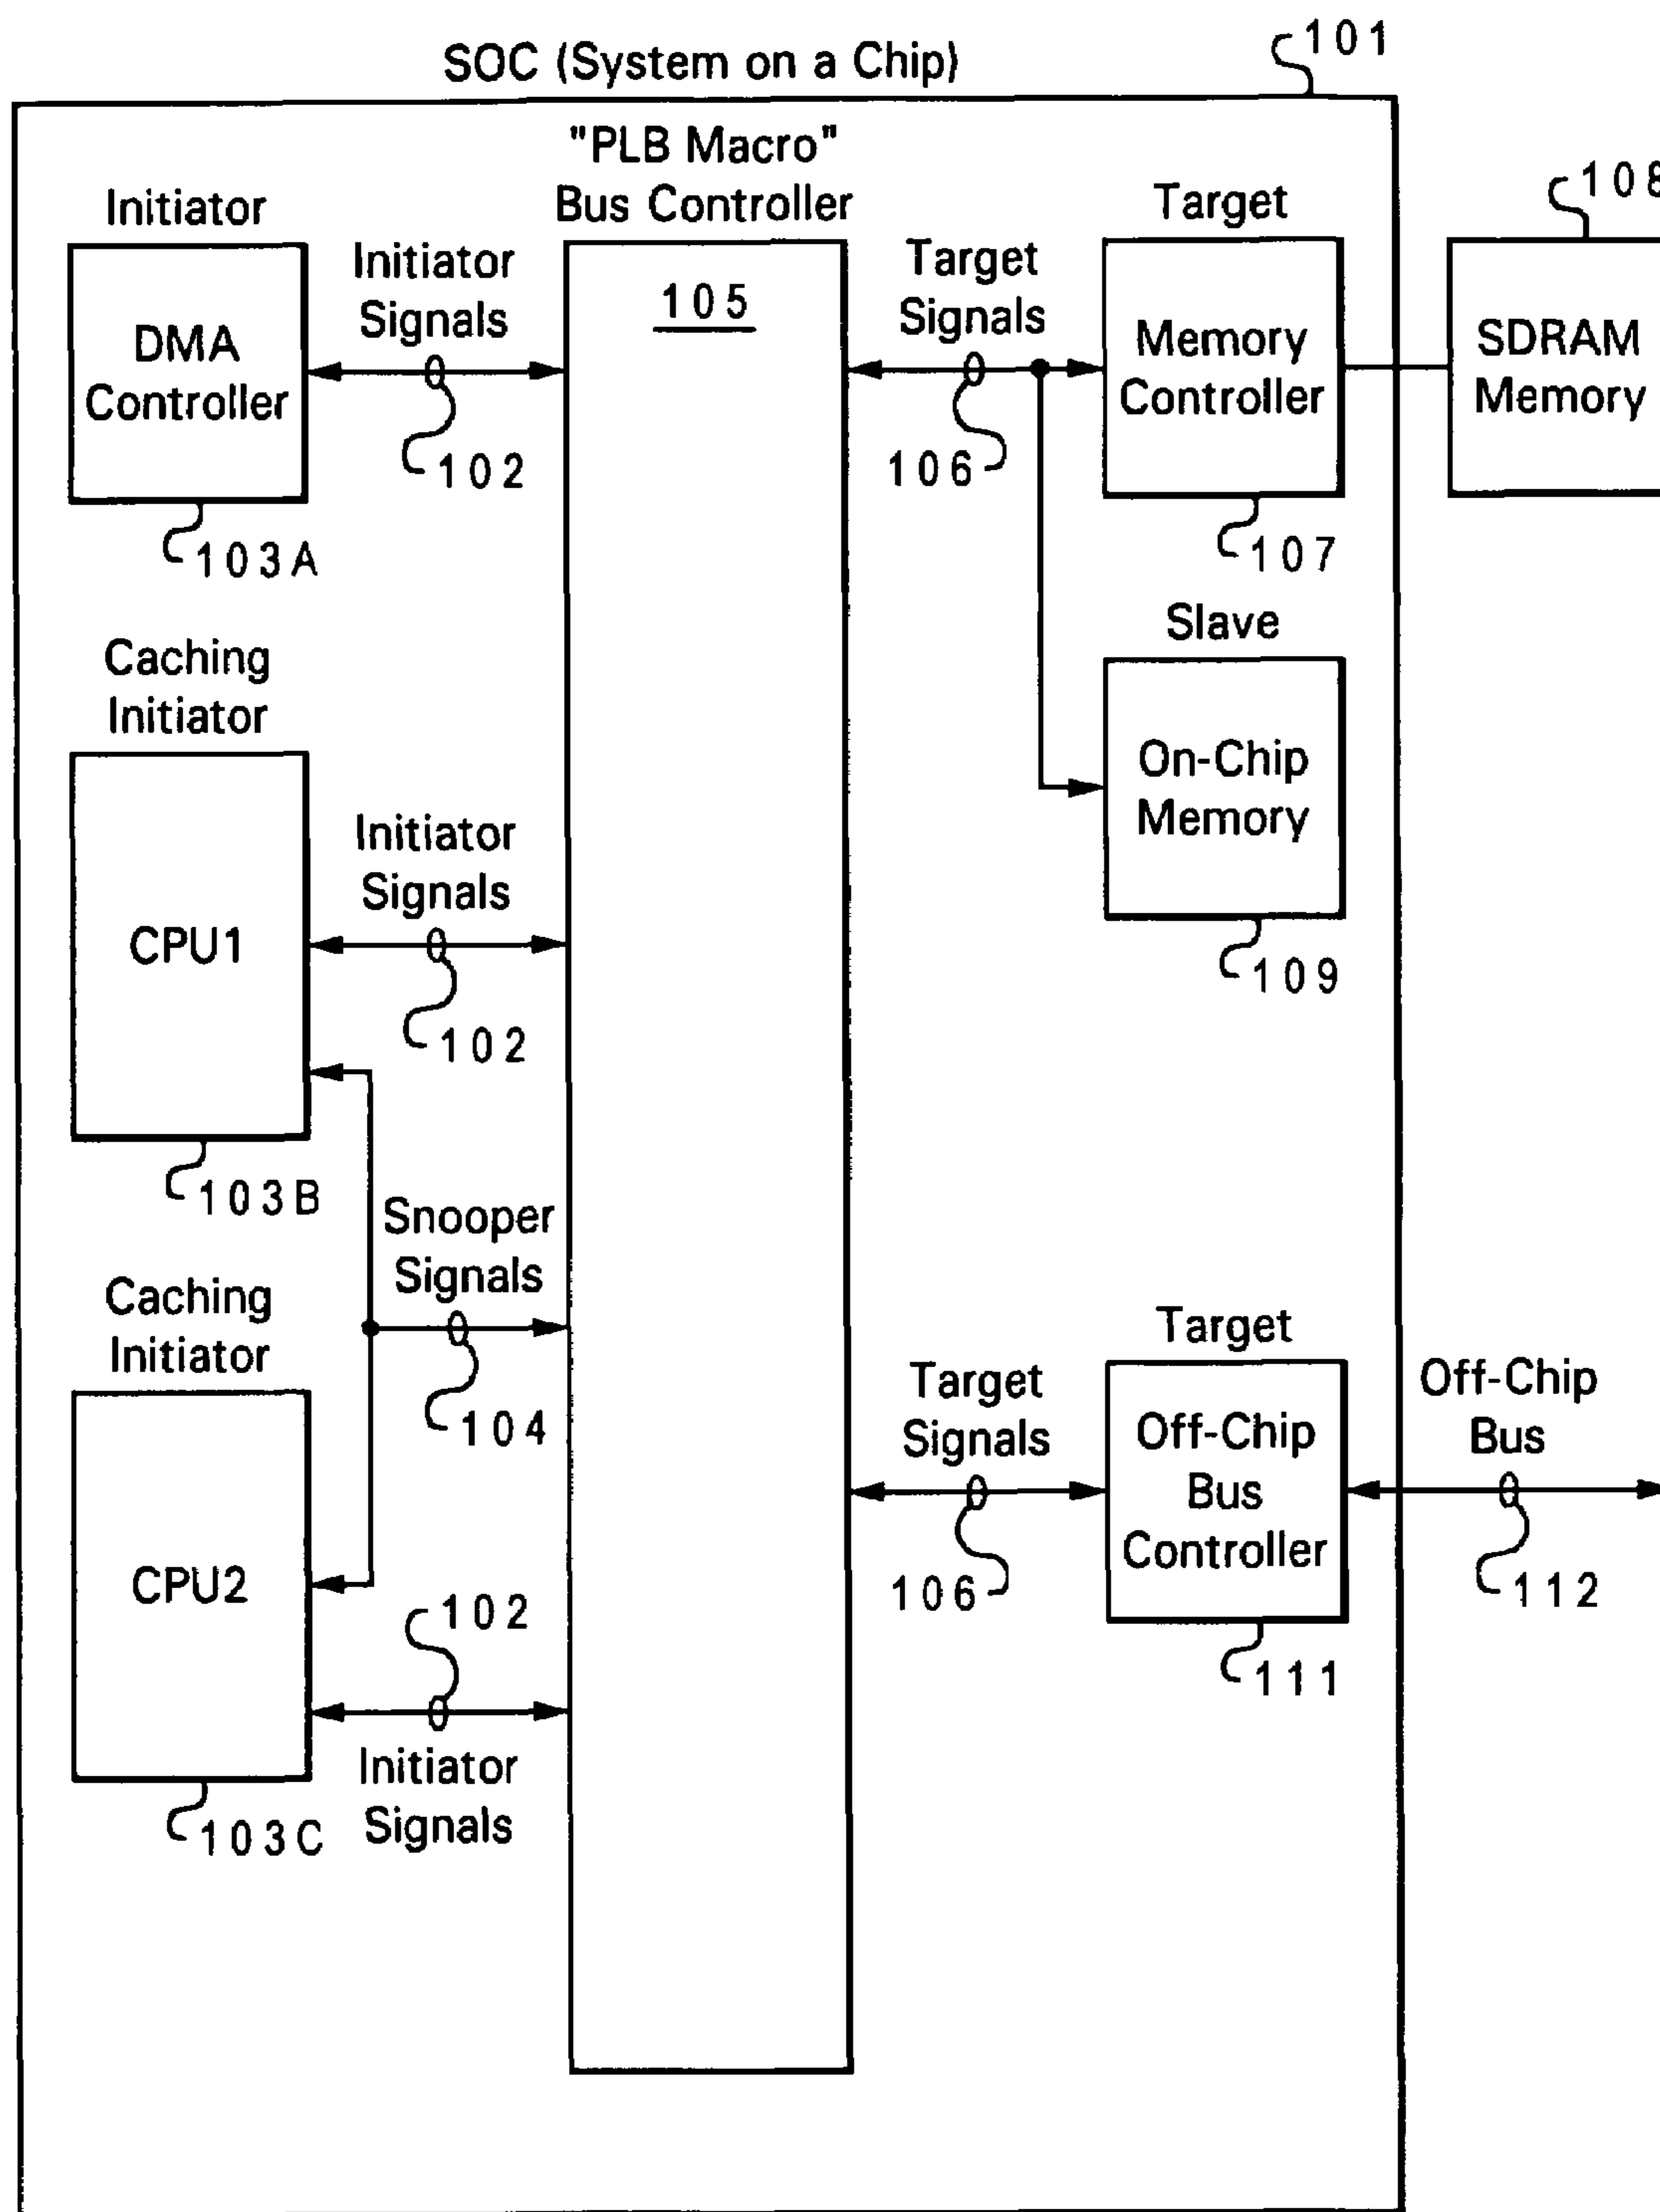 SOC (System on a Chip)
101
"PLB Macro"
Bus Controller
105
Initiator
DMA
Controller
103A
Initiator
Signals
102
Target
Signals
106
Target
Memory
Controller
107
108
SDRAM
Memory
Slave
On-Chip
Memory
109
Caching
Initiator
CPU1
103B
Initiator
Signals
102
Snooper
Signals
104
Caching
Initiator
CPU2
103C
102
Initiator
Signals
Target
Signals
106
Target
Off-Chip
Bus
Controller
111
Off-Chip
Bus
112